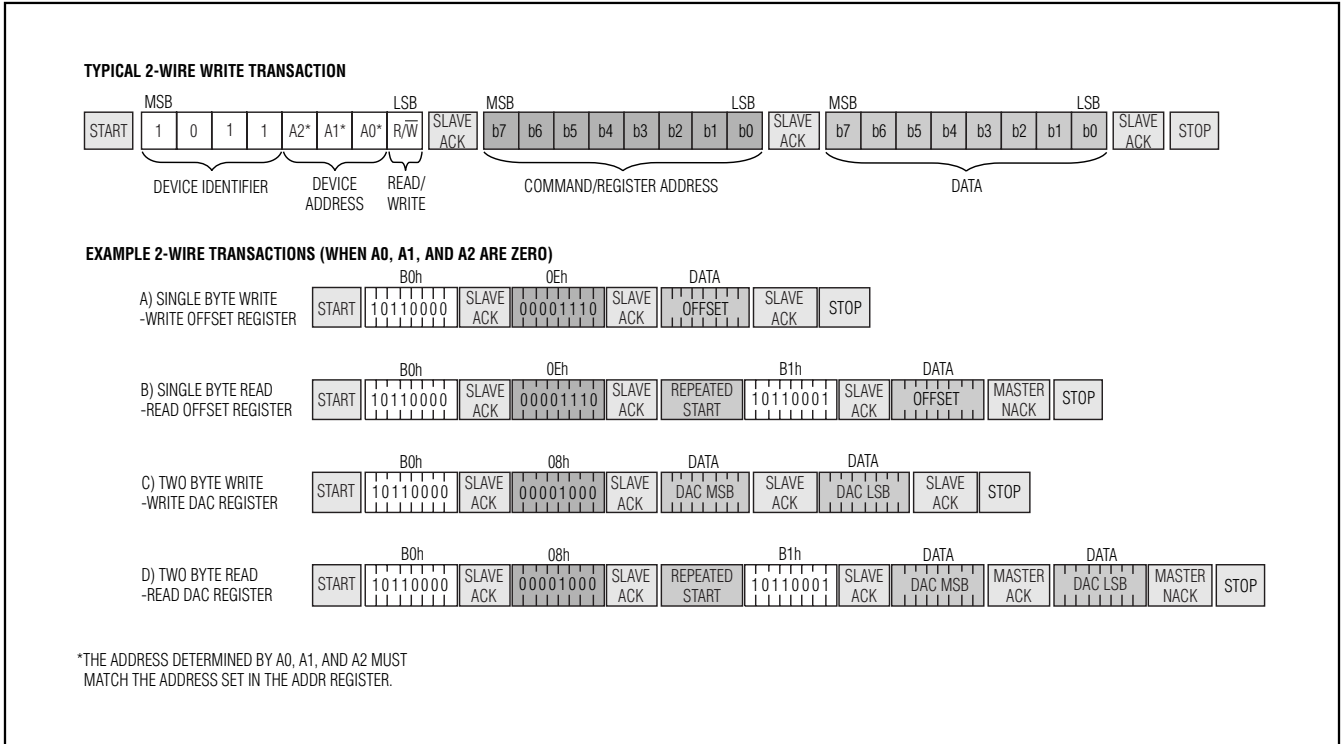 TYPICAL 2-WIRE WRITE TRANSACTION
MSB LSB MSB LSB MSB LSB
START 1 0 1 1 A2* A1* A0* R/W̅ SLAVE ACK b7 b6 b5 b4 b3 b2 b1 b0 SLAVE ACK b7 b6 b5 b4 b3 b2 b1 b0 SLAVE ACK STOP
DEVICE IDENTIFIER DEVICE ADDRESS READ/WRITE COMMAND/REGISTER ADDRESS DATA
EXAMPLE 2-WIRE TRANSACTIONS (WHEN A0, A1, AND A2 ARE ZERO)
B0h 0Eh DATA
A) SINGLE BYTE WRITE
-WRITE OFFSET REGISTER
START 10110000 SLAVE ACK 00001110 SLAVE ACK OFFSET SLAVE ACK STOP
B0h 0Eh B1h DATA
B) SINGLE BYTE READ
-READ OFFSET REGISTER
START 10110000 SLAVE ACK 00001110 SLAVE ACK REPEATED START 10110001 SLAVE ACK OFFSET MASTER NACK STOP
B0h 08h DATA DATA
C) TWO BYTE WRITE
-WRITE DAC REGISTER
START 10110000 SLAVE ACK 00001000 SLAVE ACK DAC MSB SLAVE ACK DAC LSB SLAVE ACK STOP
B0h 08h B1h DATA DATA
D) TWO BYTE READ
-READ DAC REGISTER
START 10110000 SLAVE ACK 00001000 SLAVE ACK REPEATED START 10110001 SLAVE ACK DAC MSB MASTER ACK DAC LSB MASTER NACK STOP
*THE ADDRESS DETERMINED BY A0, A1, AND A2 MUST
MATCH THE ADDRESS SET IN THE ADDR REGISTER.